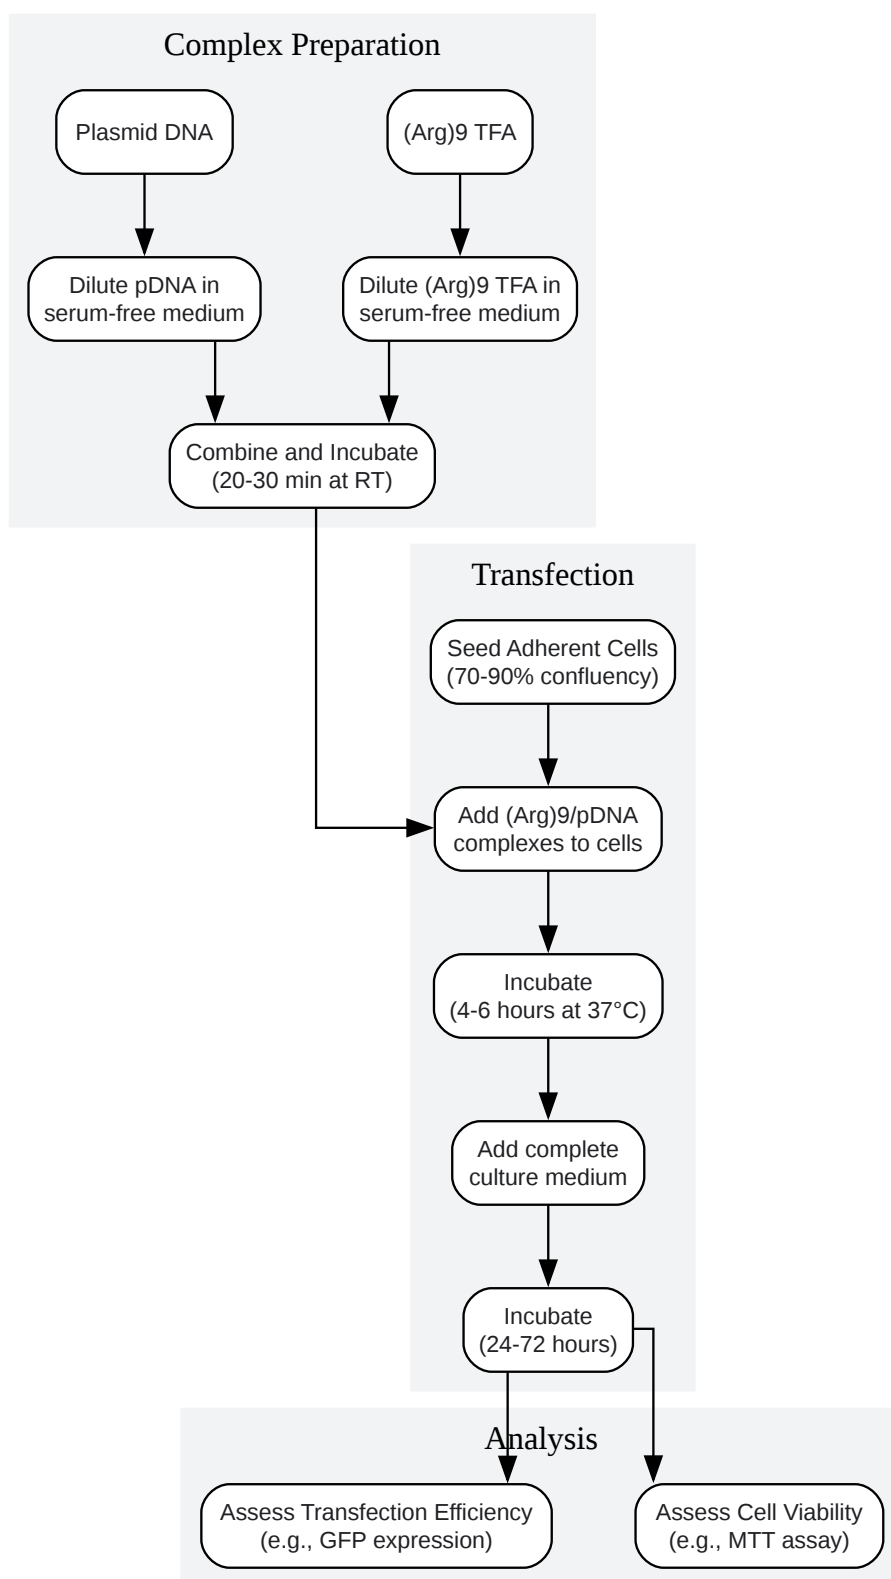 Complex Preparation
Plasmid DNA
(Arg)9 TFA
Dilute pDNA in
serum-free medium
Dilute (Arg)9 TFA in
serum-free medium
Combine and Incubate
(20-30 min at RT)
Transfection
Seed Adherent Cells
(70-90% confluency)
Add (Arg)9/pDNA
complexes to cells
Incubate
(4-6 hours at 37°C)
Add complete
culture medium
Incubate
(24-72 hours)
Analysis
Assess Transfection Efficiency
(e.g., GFP expression)
Assess Cell Viability
(e.g., MTT assay)